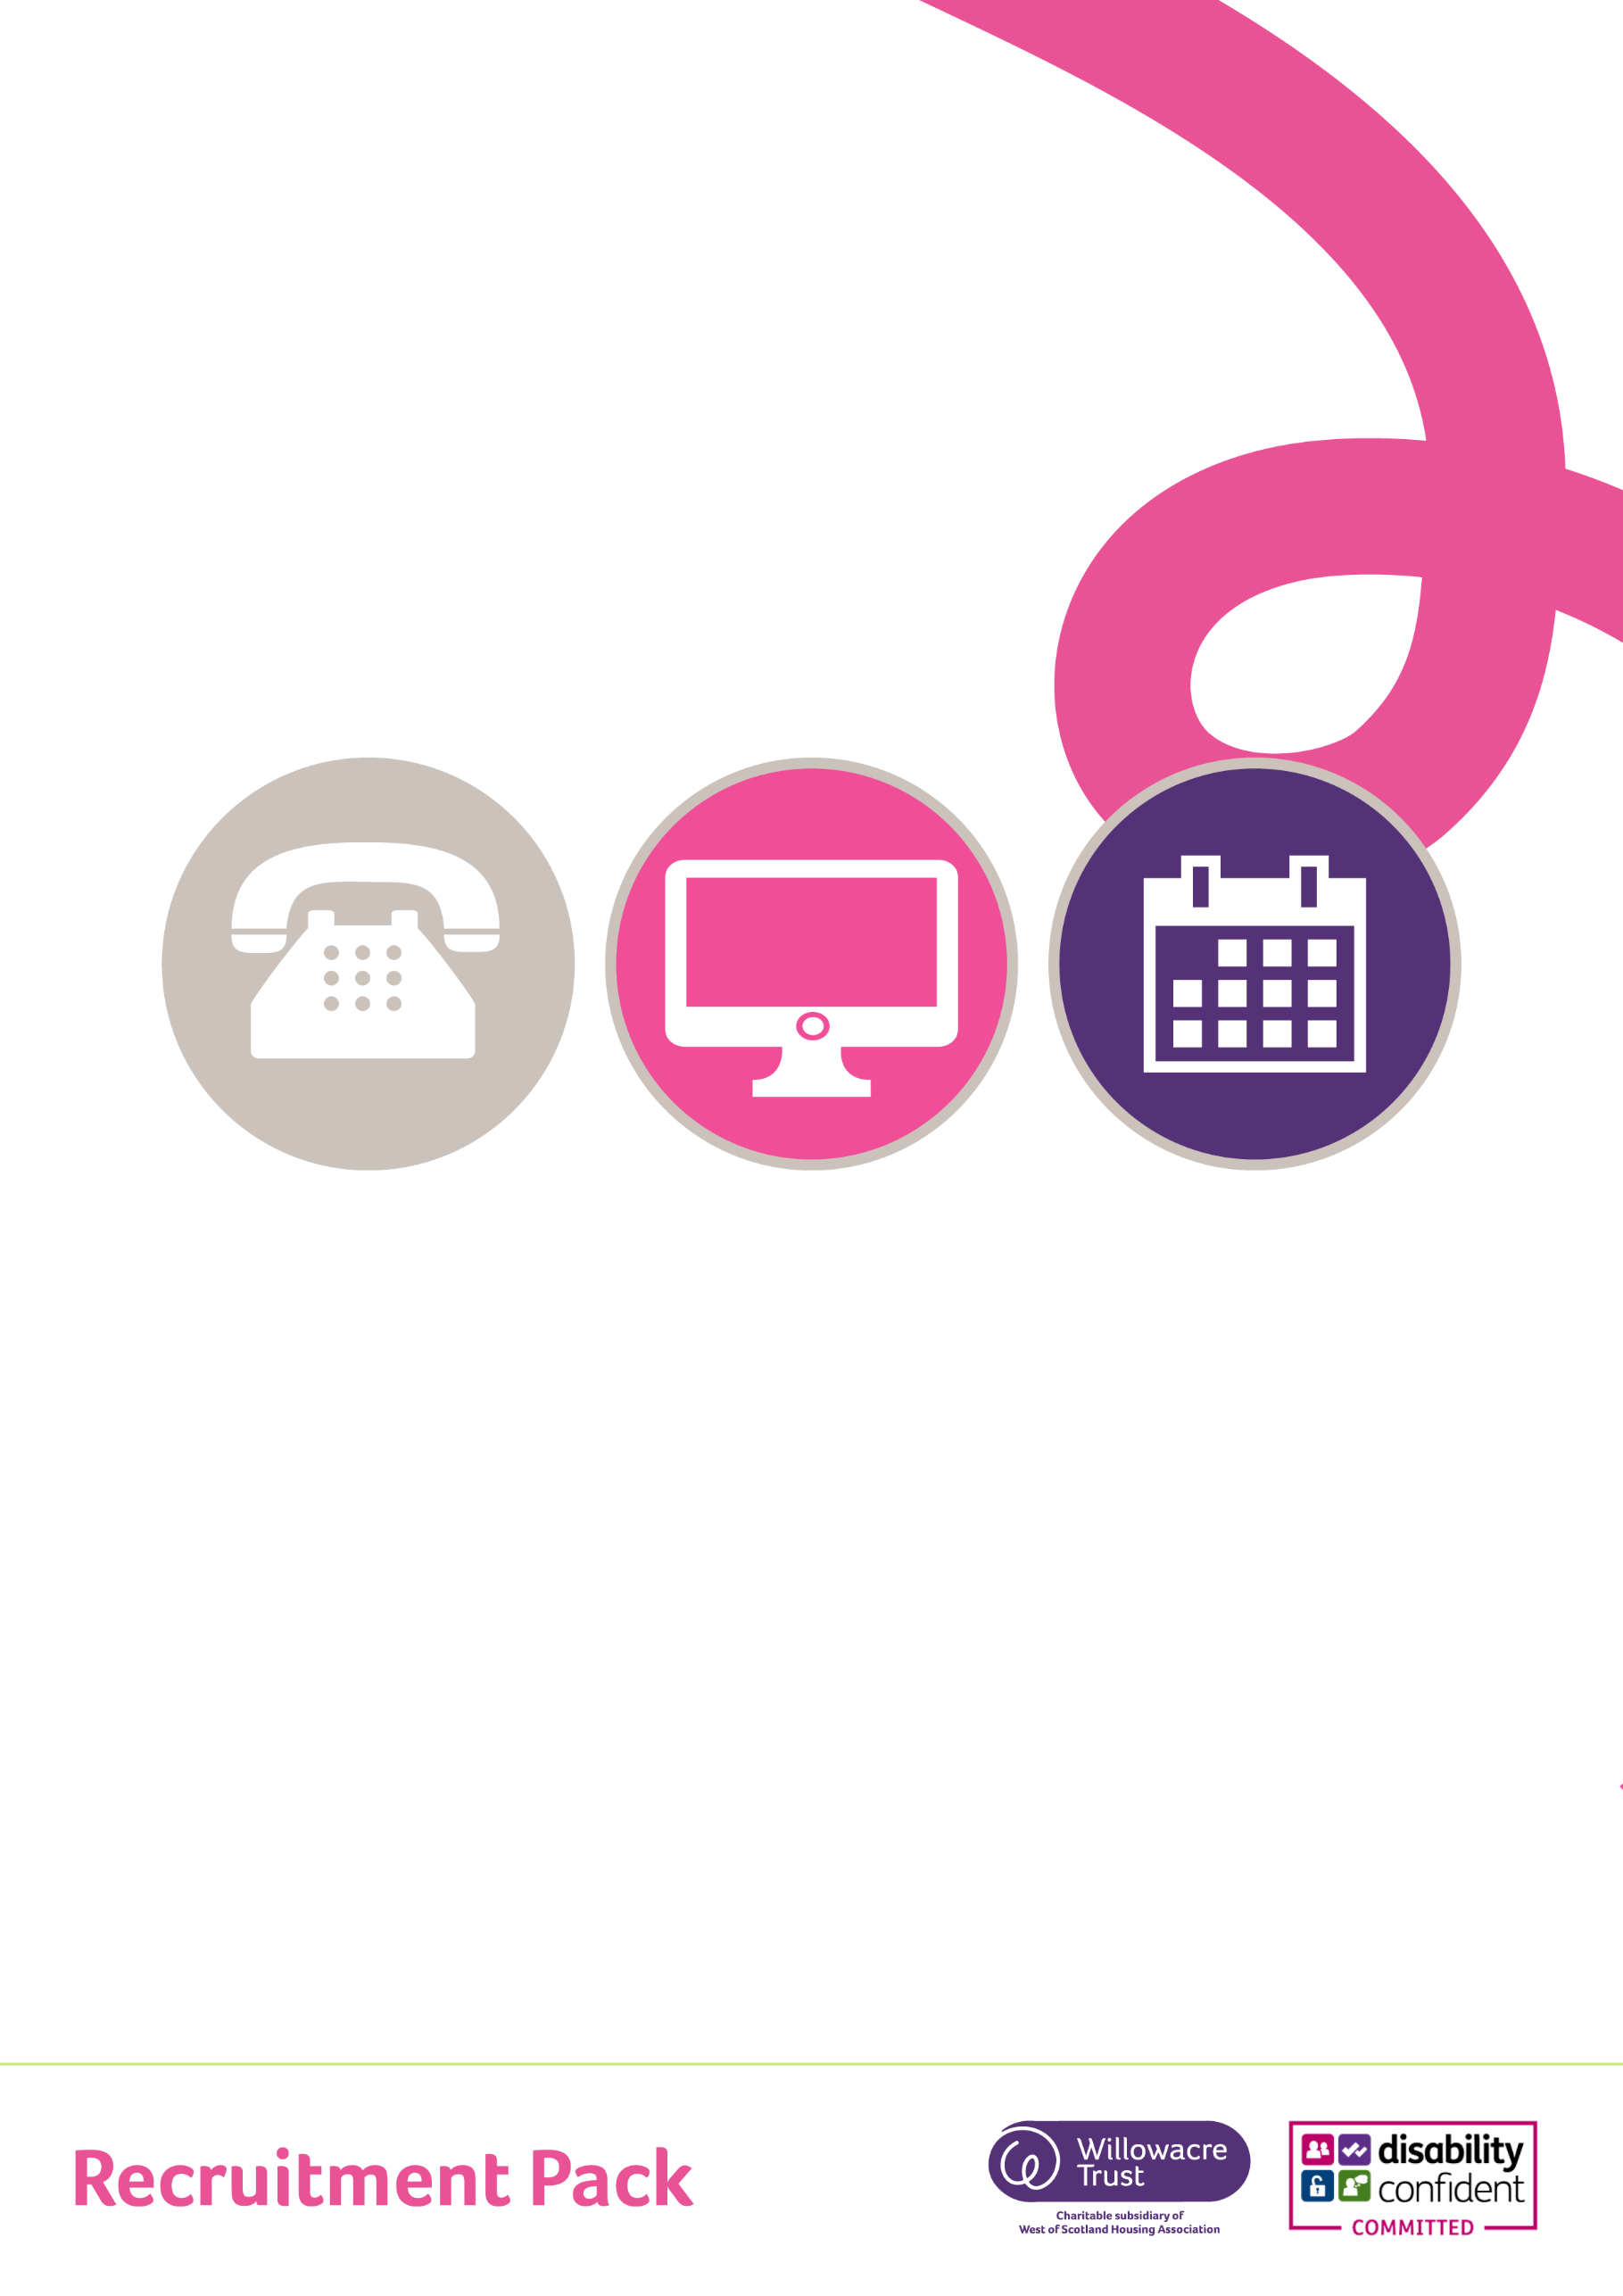 Recruitment Pack
Willowacre
Trust
Charitable subsidiary of
West of Scotland Housing Association
disability
confident
COMMITTED